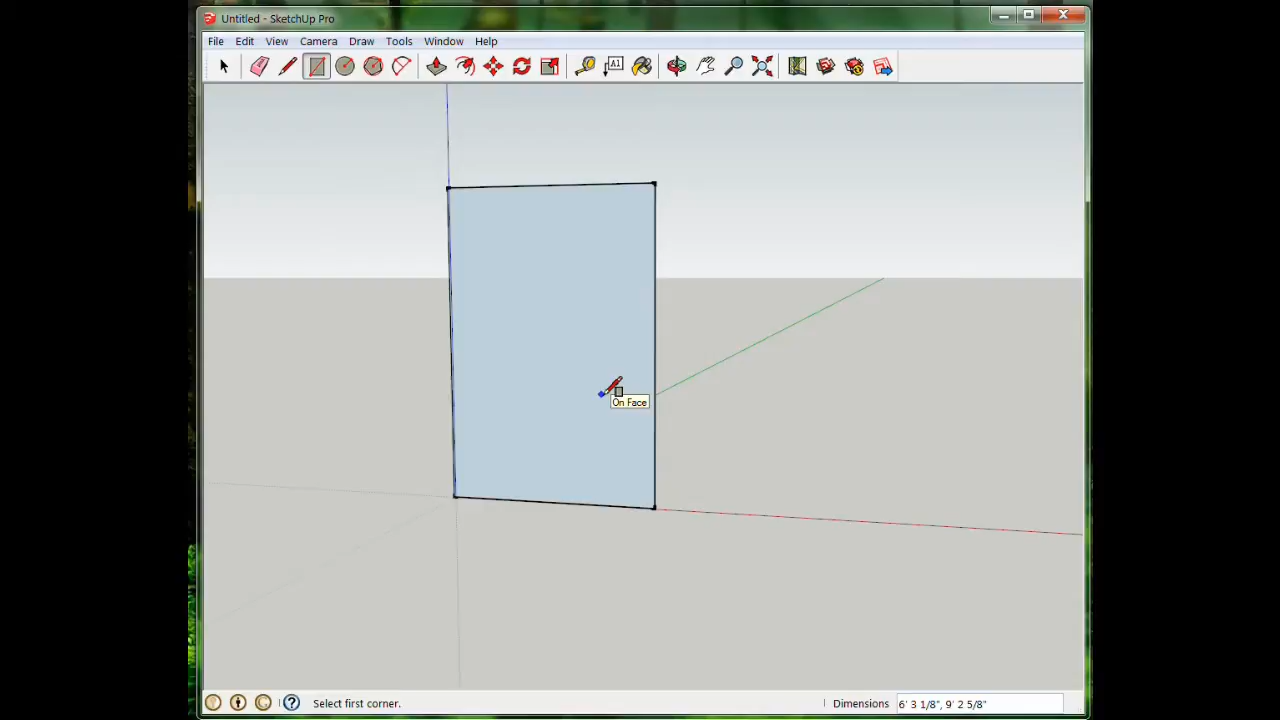 Untitled - SketchUp Pro
File Edit View Camera Draw Tools Window Help
A1
On Face
Select first corner.
Dimensions 6' 3 1/8", 9' 2 5/8"